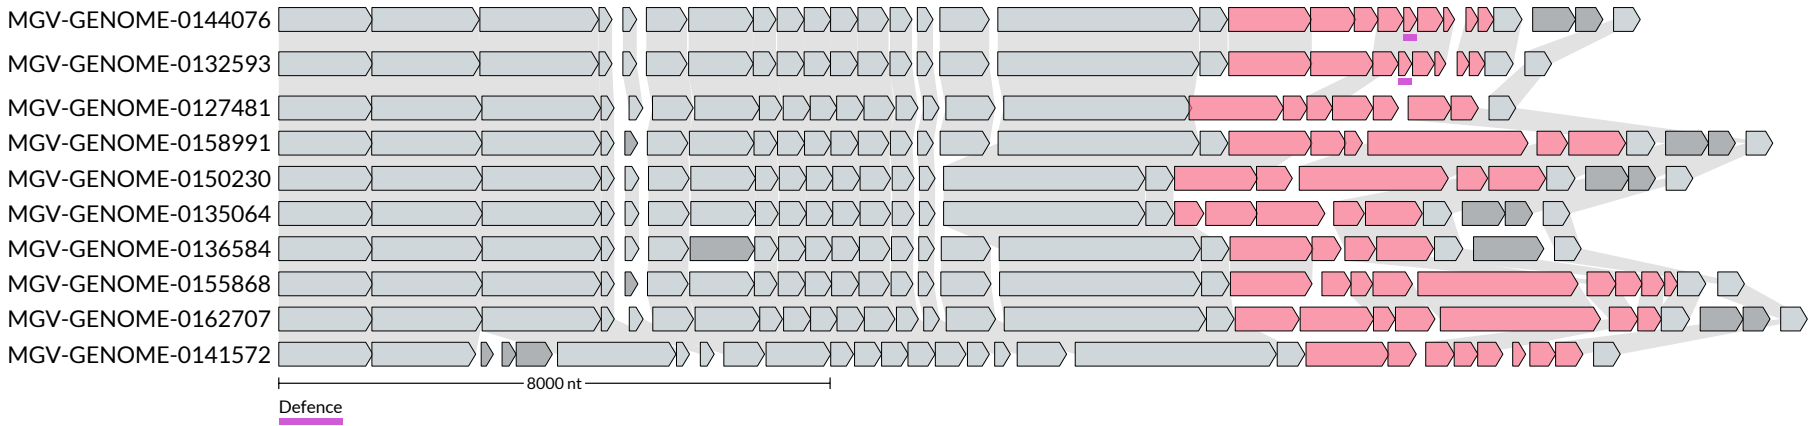 MGV-GENOME-0144076
MGV-GENOME-0132593
MGV-GENOME-0127481
MGV-GENOME-0158991
MGV-GENOME-0150230
MGV-GENOME-0135064
MGV-GENOME-0136584
MGV-GENOME-0155868
MGV-GENOME-0162707
MGV-GENOME-0141572
8000 nt
Defence